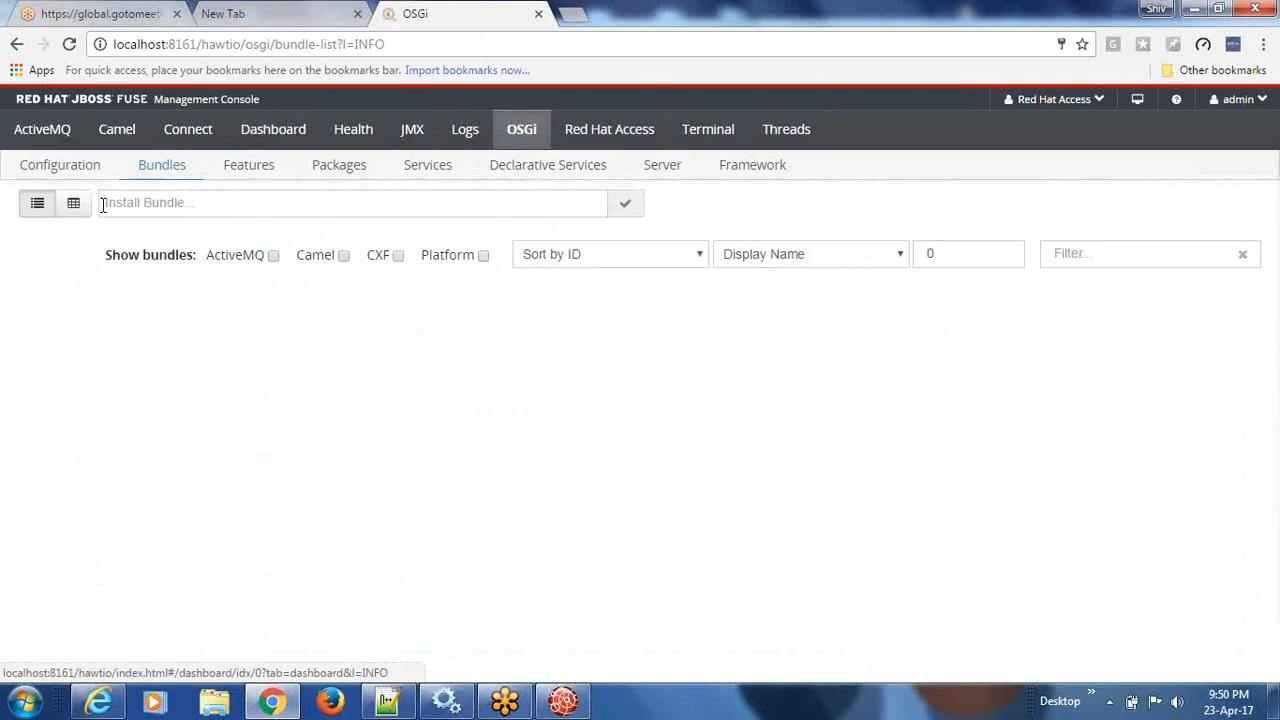 https://global.gotomeet
New Tab
OSGi
Shiv
localhost:8161/hawtio/osgi/bundle-list?l=INFO
Apps
For quick access, place your bookmarks here on the bookmarks bar. Import bookmarks now...
Other bookmarks
RED HAT JBOSS FUSE Management Console
Red Hat Access
admin
ActiveMQ Camel Connect Dashboard Health JMX Logs OSGi Red Hat Access Terminal Threads
Configuration Bundles Features Packages Services Declarative Services Server Framework
Install Bundle...
Show bundles: ActiveMQ Camel CXF Platform Sort by ID Display Name 0 Filter...
localhost:8161/hawtio/index.html#/dashboard/idx/0?tab=dashboard&l=INFO
Desktop
9:50 PM
23-Apr-17